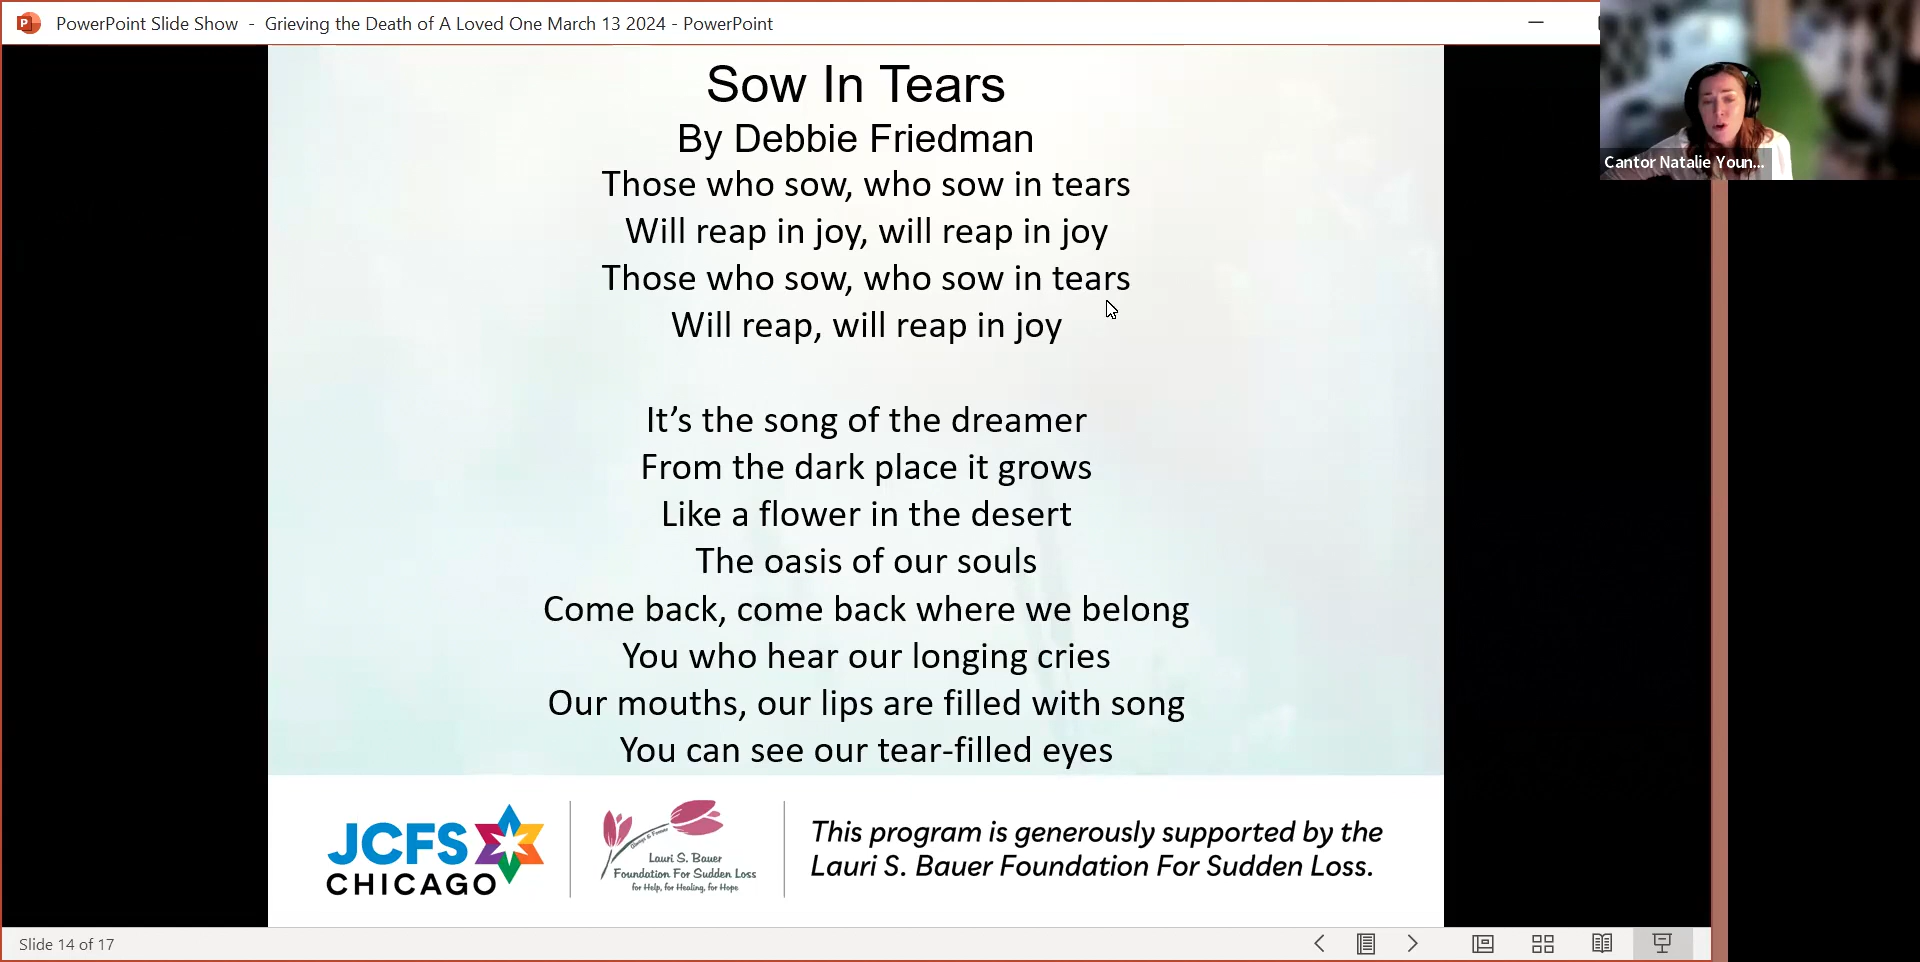 PowerPoint Slide Show - Grieving the Death of A Loved One March 13 2024 - PowerPoint
Cantor Natalie Youn...
Sow In Tears
By Debbie Friedman
Those who sow, who sow in tears
Will reap in joy, will reap in joy
Those who sow, who sow in tears
Will reap, will reap in joy
It’s the song of the dreamer
From the dark place it grows
Like a flower in the desert
The oasis of our souls
Come back, come back where we belong
You who hear our longing cries
Our mouths, our lips are filled with song
You can see our tear-filled eyes
JCFS
CHICAGO
Always & Forever
Lauri S. Bauer
Foundation For Sudden Loss
for Help, for Healing, for Hope
This program is generously supported by the
Lauri S. Bauer Foundation For Sudden Loss.
Slide 14 of 17